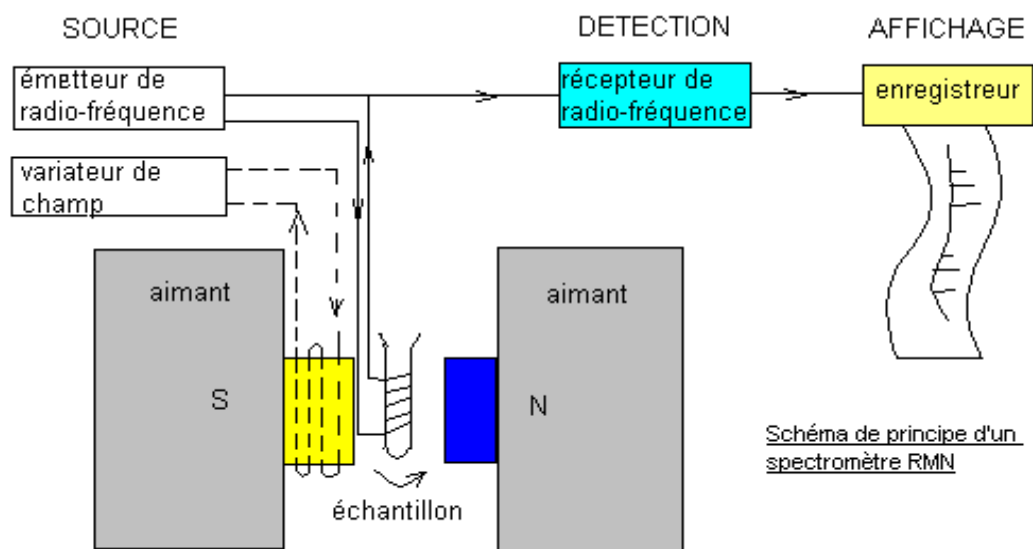 SOURCE
DETECTION
AFFICHAGE
émetteur de
radio-fréquence
récepteur de
radio-fréquence
enregistreur
variateur de
champ
aimant
aimant
S
N
échantillon
Schéma de principe d'un
spectromètre RMN